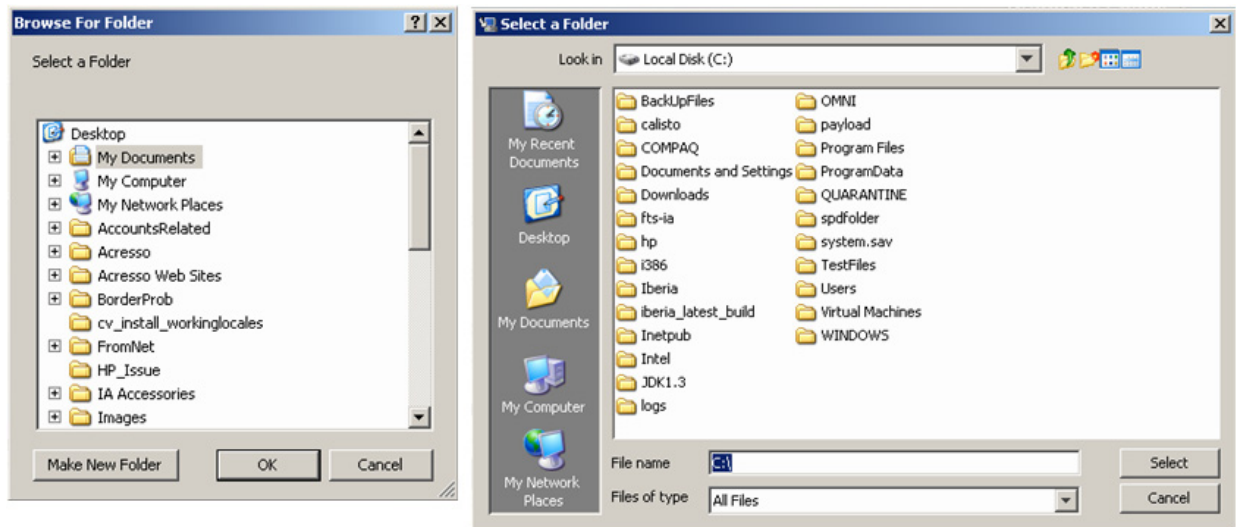 Browse For Folder
Select a Folder
Desktop
My Documents
My Computer
My Network Places
AccountsRelated
Acresso
Acresso Web Sites
BorderProb
cv_install_workinglocales
FromNet
HP_Issue
IA Accessories
Images
Make New Folder
OK
Cancel
Select a Folder
Look in
Local Disk (C:)
My Recent
Documents
Desktop
My Documents
My Computer
My Network
Places
BackUpFiles
calisto
COMPAQ
Documents and Settings
Downloads
fts-ia
hp
i386
Iberia
iberia_latest_build
Inetpub
Intel
JDK1.3
logs
OMNI
payload
Program Files
ProgramData
QUARANTINE
spdfolder
system.sav
TestFiles
Users
Virtual Machines
WINDOWS
File name
C:\
Select
Files of type
All Files
Cancel